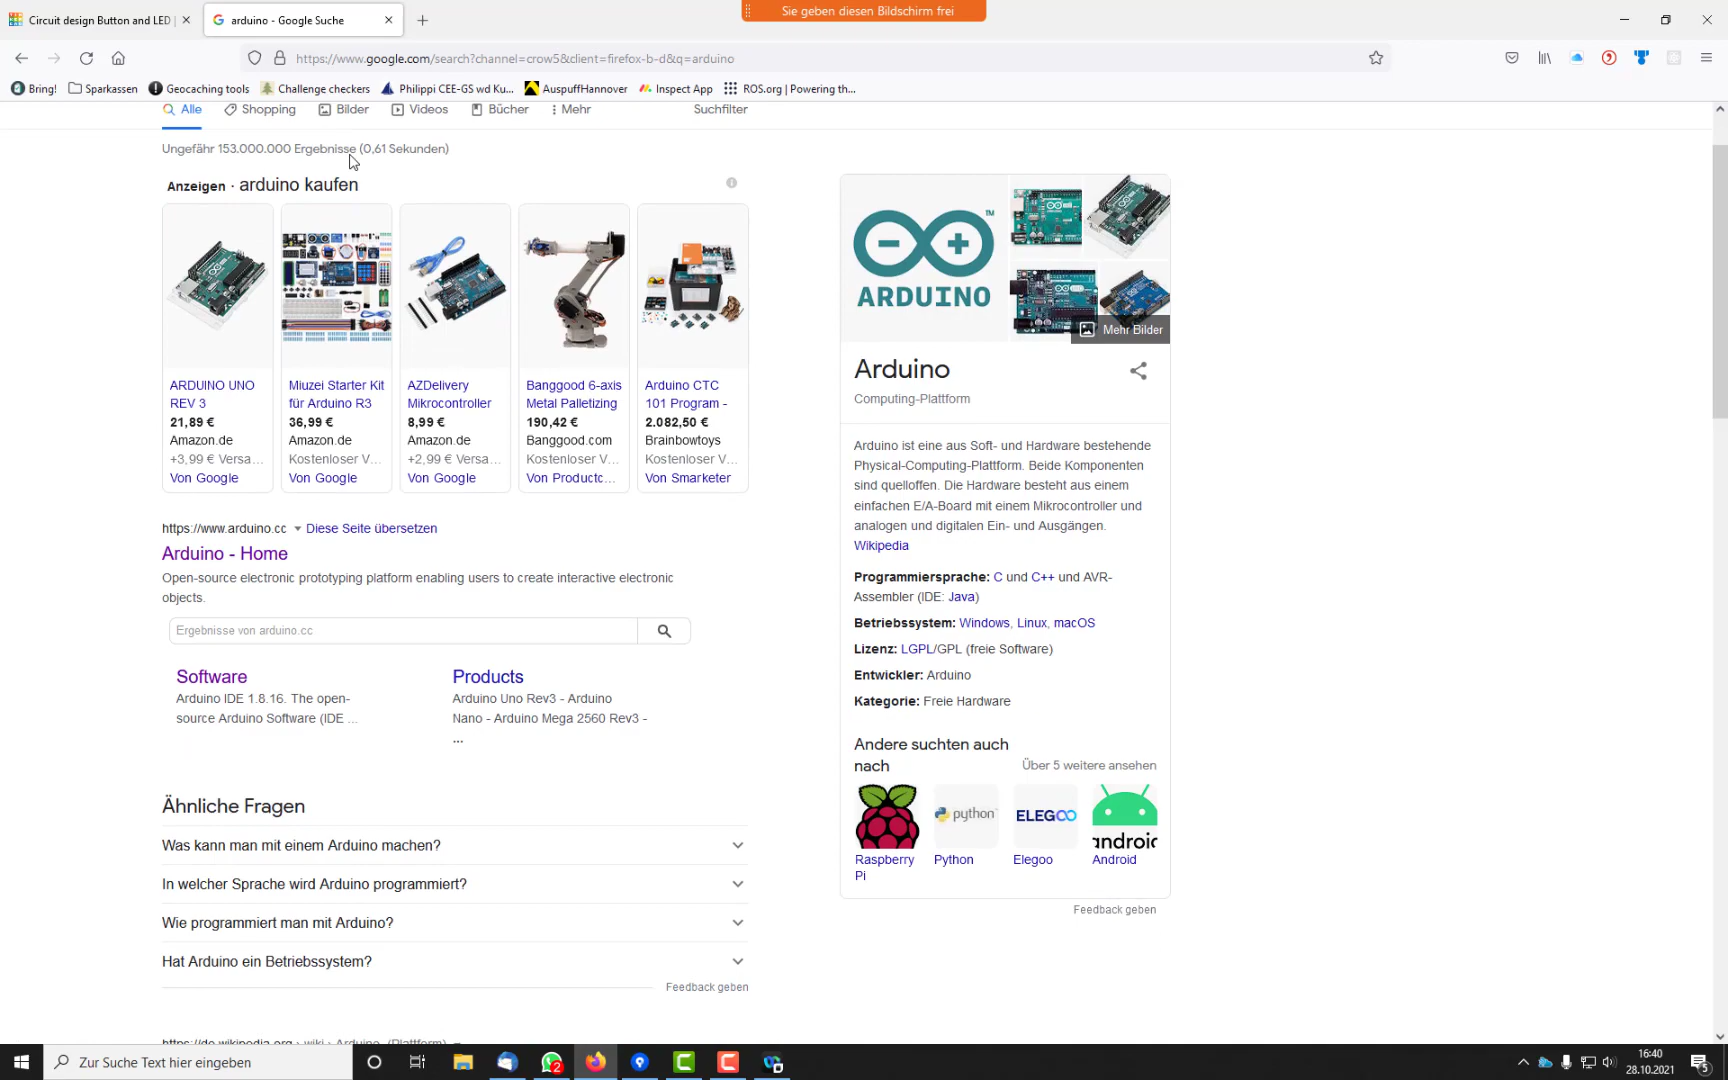 Circuit design Button and LED
arduino - Google Suche
Sie geben diesen Bildschirm frei
https://www.google.com/search?channel=crow5&client=firefox-b-d&q=arduino
Bring!
Sparkassen
Geocaching tools
Challenge checkers
Philippi CEE-GS wd Ku...
AuspuffHannover
Inspect App
ROS.org | Powering th...
Alle
Shopping
Bilder
Videos
Bücher
Mehr
Suchfilter
Ungefähr 153.000.000 Ergebnisse (0,61 Sekunden)
Anzeigen · arduino kaufen
ARDUINO UNO
REV 3
21,89 €
Amazon.de
+3,99 € Versa...
Von Google
Miuzei Starter Kit
für Arduino R3
36,99 €
Amazon.de
Kostenloser V...
Von Google
AZDelivery
Mikrocontroller
8,99 €
Amazon.de
+2,99 € Versa...
Von Google
Banggood 6-axis
Metal Palletizing
190,42 €
Banggood.com
Kostenloser V...
Von Productc...
Arduino CTC
101 Program -
2.082,50 €
Brainbowtoys
Kostenloser V...
Von Smarketer
https://www.arduino.cc
Diese Seite übersetzen
Arduino - Home
Open-source electronic prototyping platform enabling users to create interactive electronic
objects.
Ergebnisse von arduino.cc
Software
Arduino IDE 1.8.16. The open-
source Arduino Software (IDE ...
Products
Arduino Uno Rev3 - Arduino
Nano - Arduino Mega 2560 Rev3 -
...
Ähnliche Fragen
Was kann man mit einem Arduino machen?
In welcher Sprache wird Arduino programmiert?
Wie programmiert man mit Arduino?
Hat Arduino ein Betriebssystem?
Feedback geben
ARDUINO
TM
Mehr Bilder
Arduino
Computing-Plattform
Arduino ist eine aus Soft- und Hardware bestehende
Physical-Computing-Plattform. Beide Komponenten
sind quelloffen. Die Hardware besteht aus einem
einfachen E/A-Board mit einem Mikrocontroller und
analogen und digitalen Ein- und Ausgängen.
Wikipedia
Programmiersprache: C und C++ und AVR-
Assembler (IDE: Java)
Betriebssystem: Windows, Linux, macOS
Lizenz: LGPL/GPL (freie Software)
Entwickler: Arduino
Kategorie: Freie Hardware
Andere suchten auch
nach
Über 5 weitere ansehen
python
ELEGOO
android
Raspberry
Pi
Python
Elegoo
Android
Feedback geben
https://de.wikipedia.org › wiki › Arduino_(Plattform)
Zur Suche Text hier eingeben
2
16:40
28.10.2021
5